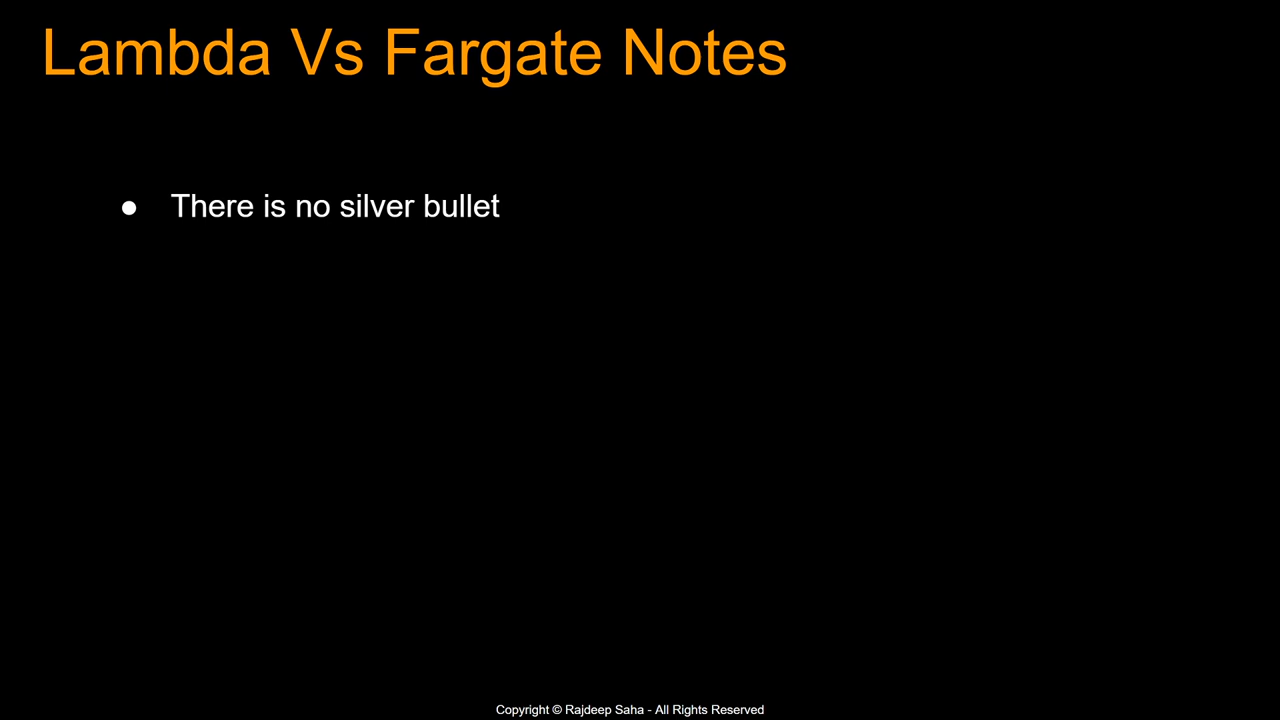 Lambda Vs Fargate Notes
● There is no silver bullet
Copyright © Rajdeep Saha - All Rights Reserved